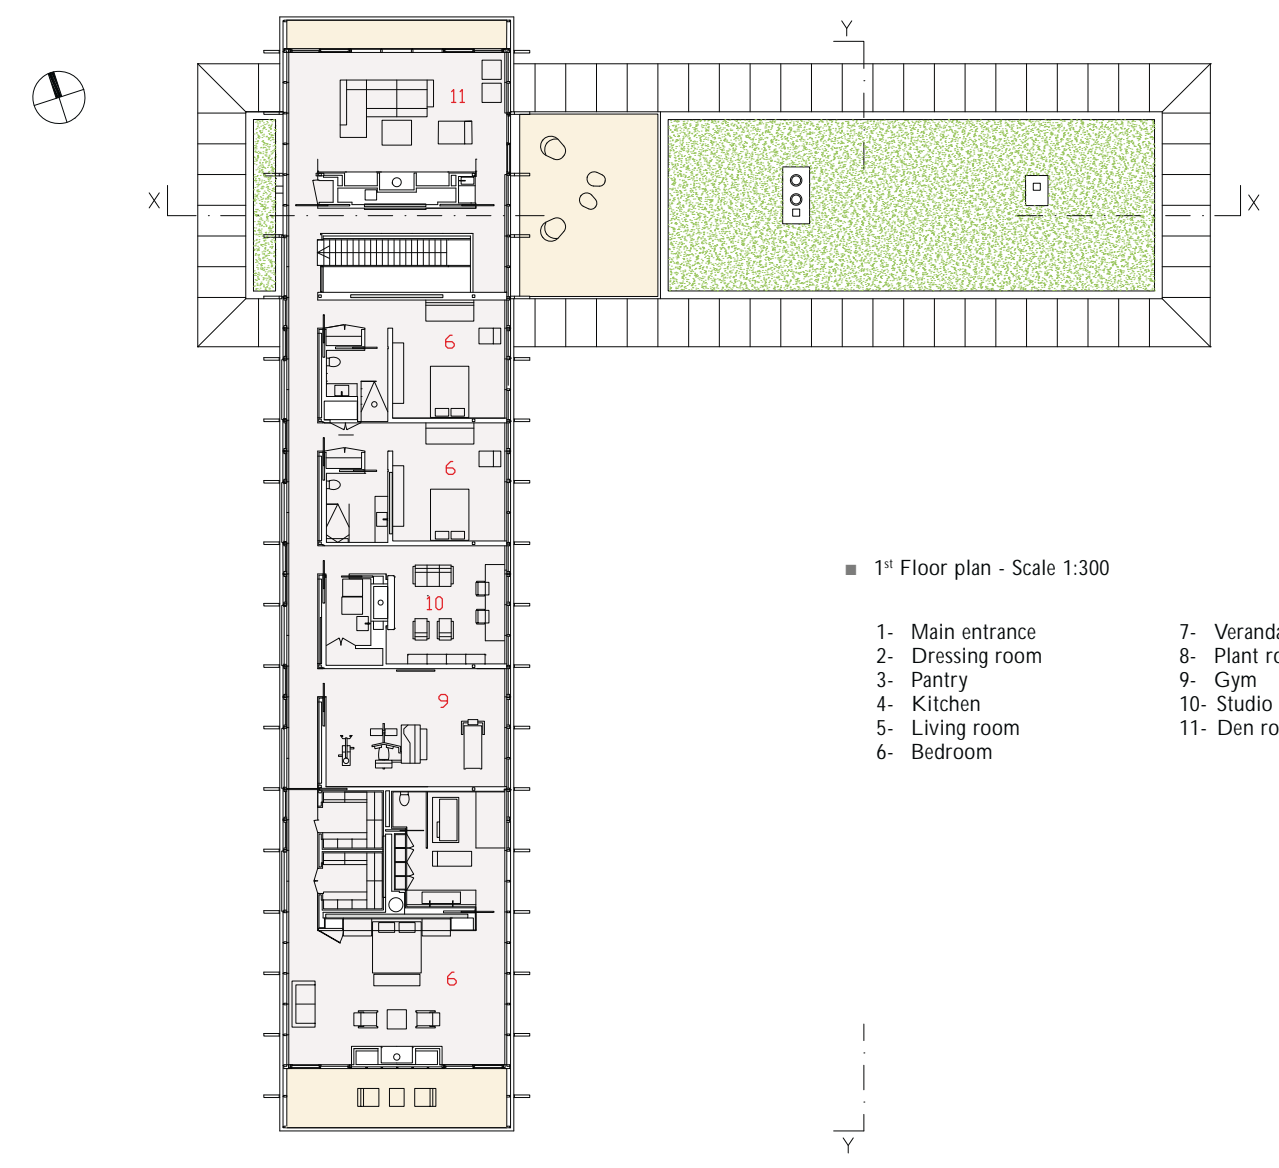 Y
11
X
X
6
6
1st Floor plan - Scale 1:300
10
1- Main entrance
7- Veranda
2- Dressing room
8- Plant
3- Pantry
9- Gym
4- Kitchen
10- Studio
5- Living room
11- Den
6- Bedroom
9
6
Y